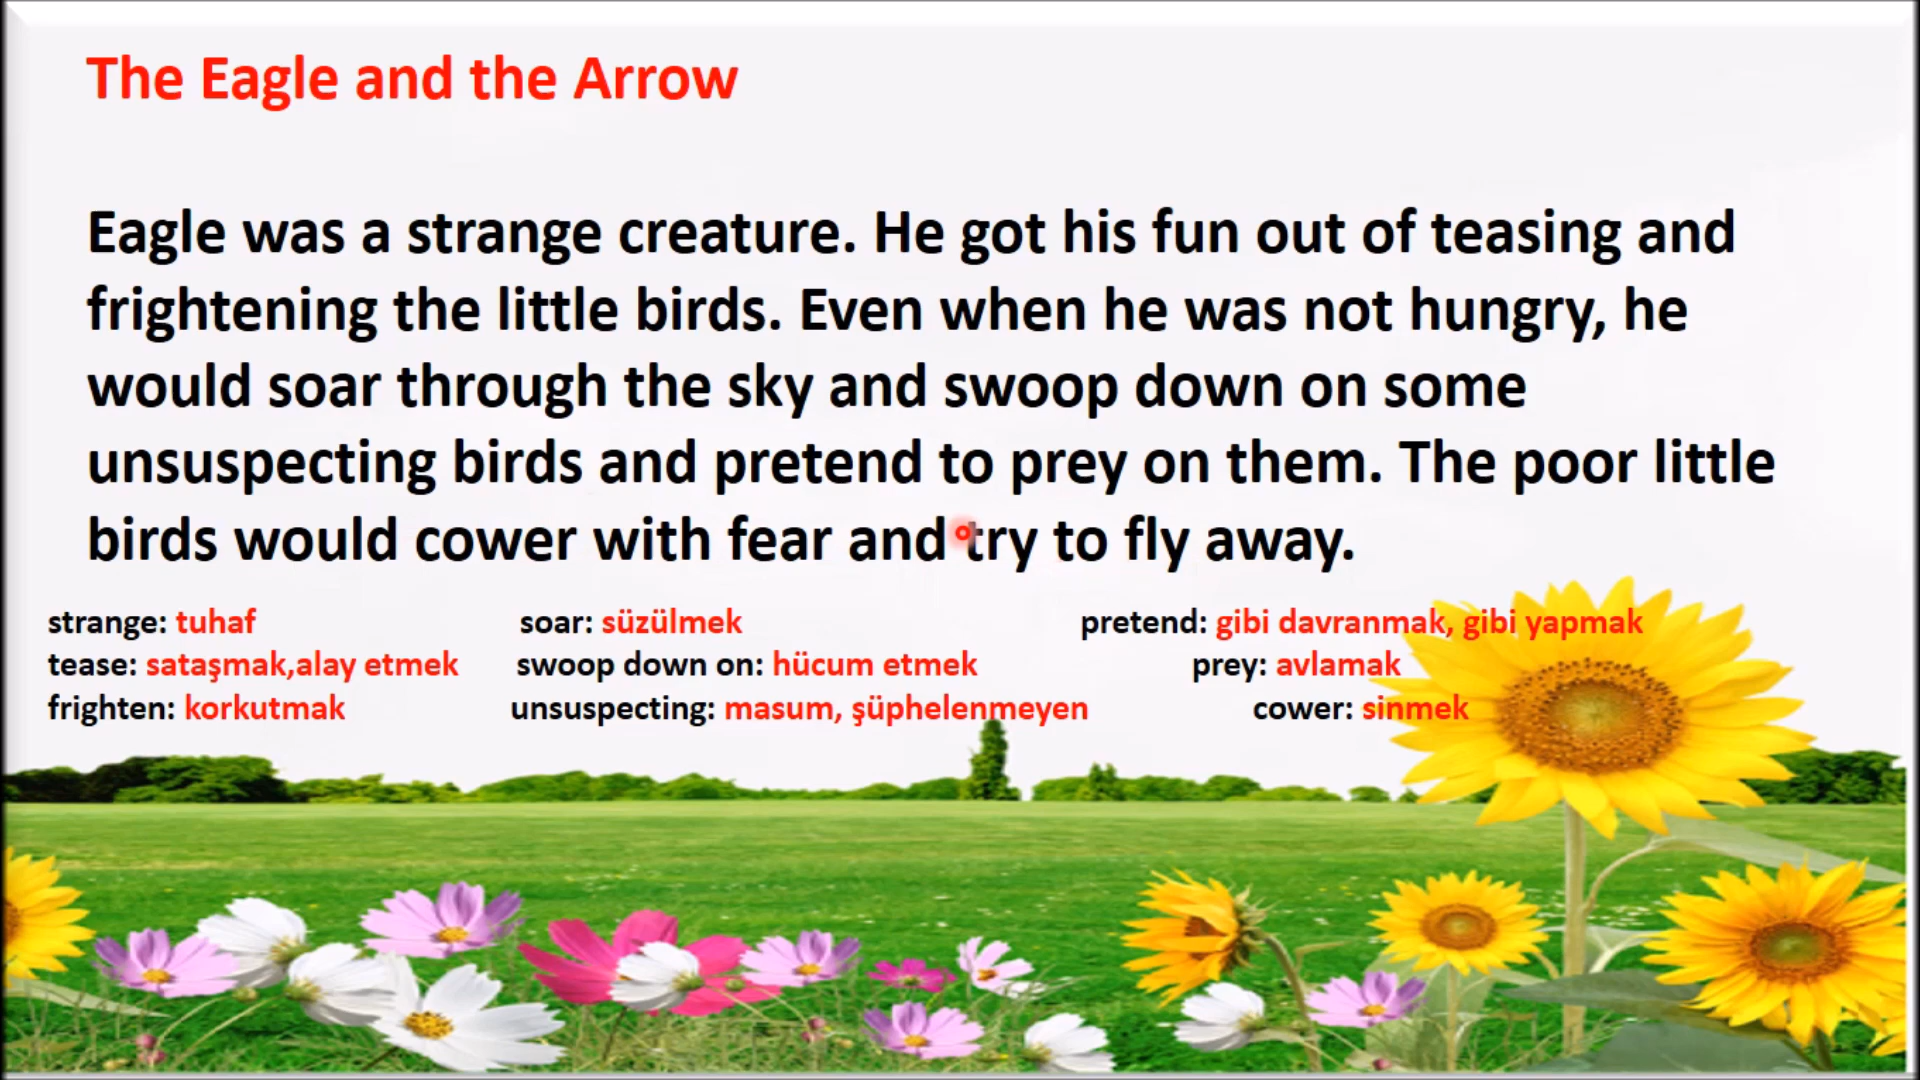 The Eagle and the Arrow
Eagle was a strange creature. He got his fun out of teasing and
frightening the little birds. Even when he was not hungry, he
would soar through the sky and swoop down on some
unsuspecting birds and pretend to prey on them. The poor little
birds would cower with fear and try to fly away.
strange: tuhaf soar: süzülmek pretend: gibi davranmak, gibi yapmak
tease: sataşmak,alay etmek swoop down on: hücum etmek prey: avlamak
frighten: korkutmak unsuspecting: masum, şüphelenmeyen cower: sinmek